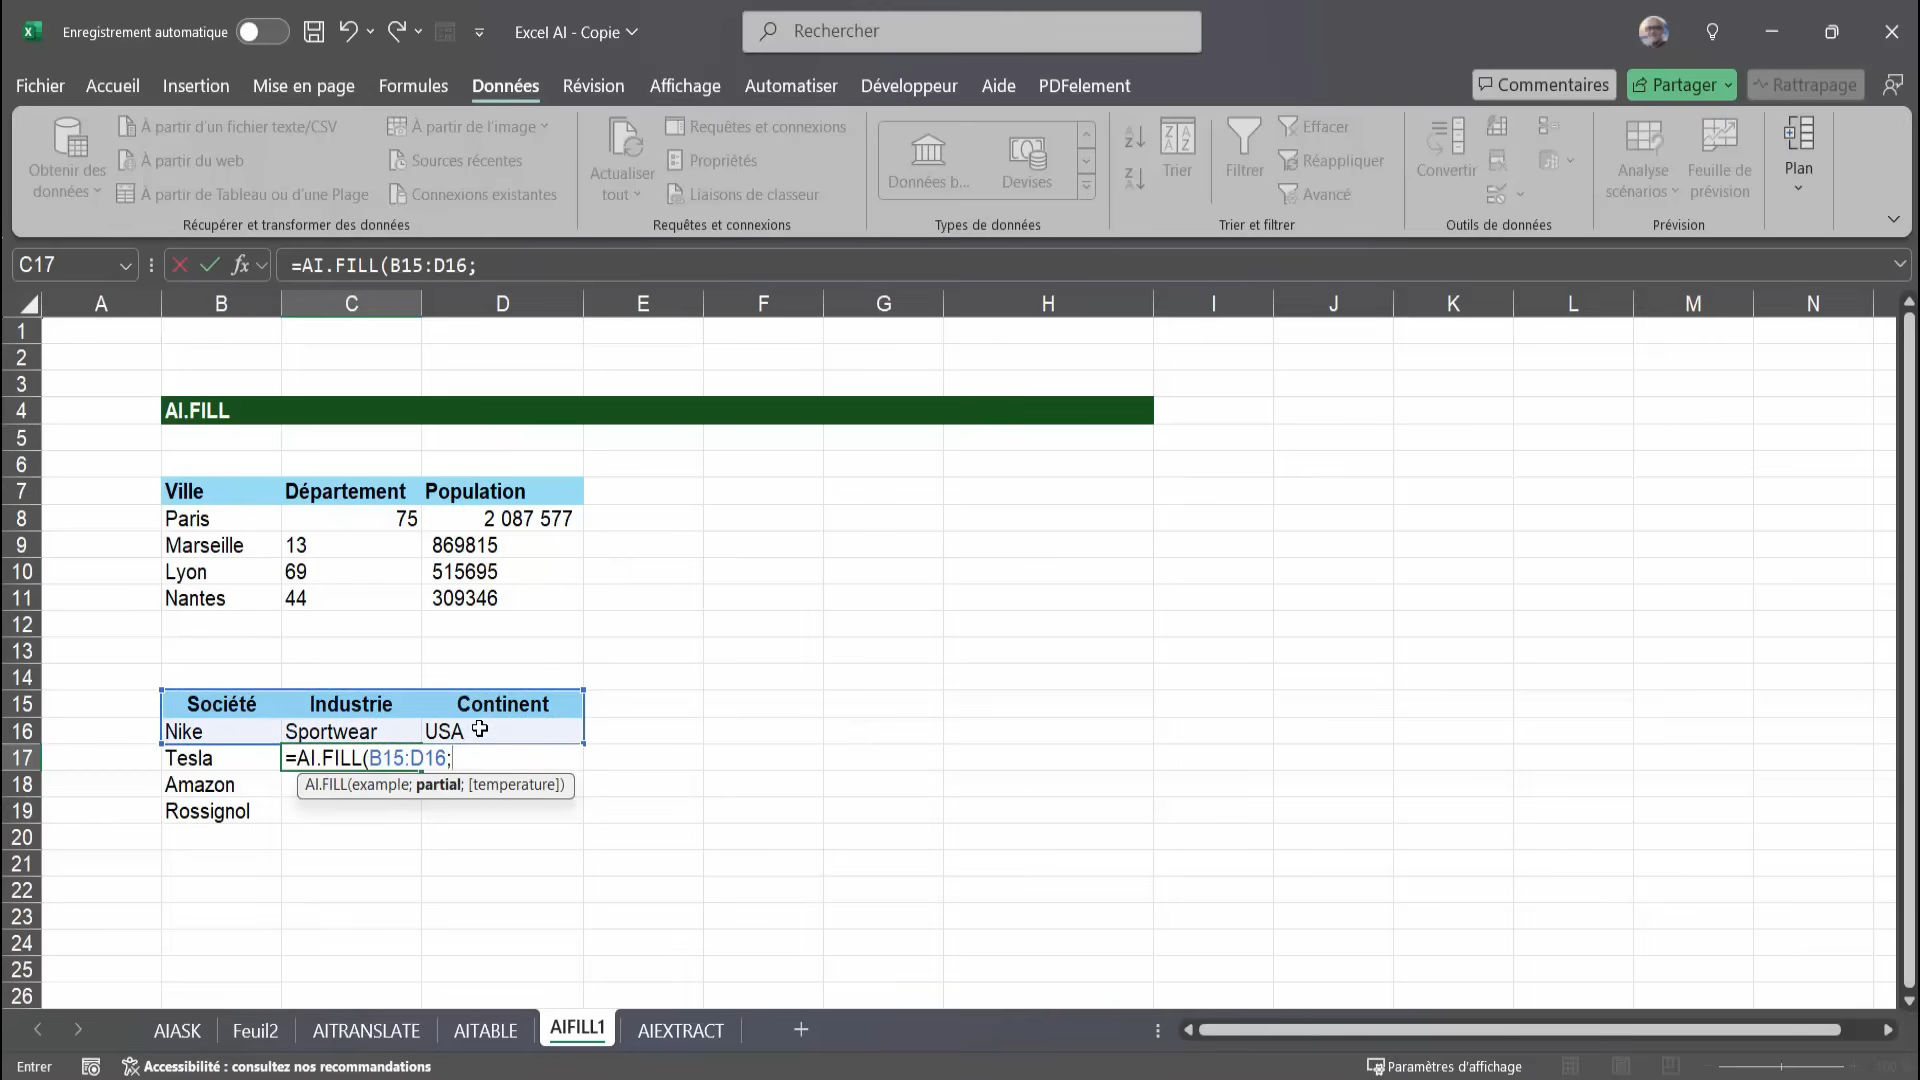 Enregistrement automatique
Excel AI - Copie
Rechercher
Fichier Accueil Insertion Mise en page Formules Données Révision Affichage Automatiser Développeur Aide PDFelement
Commentaires Partager Rattrapage
Obtenir des données
À partir d'un fichier texte/CSV
À partir du web
À partir de Tableau ou d'une Plage
À partir de l'image
Sources récentes
Connexions existantes
Récupérer et transformer des données
Actualiser tout
Requêtes et connexions
Propriétés
Liaisons de classeur
Requêtes et connexions
Données b...
Devises
Types de données
Trier
Filtrer
Effacer
Réappliquer
Avancé
Trier et filtrer
Convertir
Outils de données
Analyse scénarios
Feuille de prévision
Prévision
Plan
C17
fx
=AI.FILL(B15:D16;
A B C D E F G H I J K L M N
1
2
3
4 AI.FILL
5
6
7 Ville Département Population
8 Paris 75 2 087 577
9 Marseille 13 869815
10 Lyon 69 515695
11 Nantes 44 309346
12
13
14
15 Société Industrie Continent
16 Nike Sportwear USA
17 Tesla =AI.FILL(B15:D16;
AI.FILL(example; partial; [temperature])
18 Amazon
19 Rossignol
20
21
22
23
24
25
26
AIASK Feuil2 AITRANSLATE AITABLE AIFILL1 AIEXTRACT
Entrer
Accessibilité : consultez nos recommandations
Paramètres d'affichage